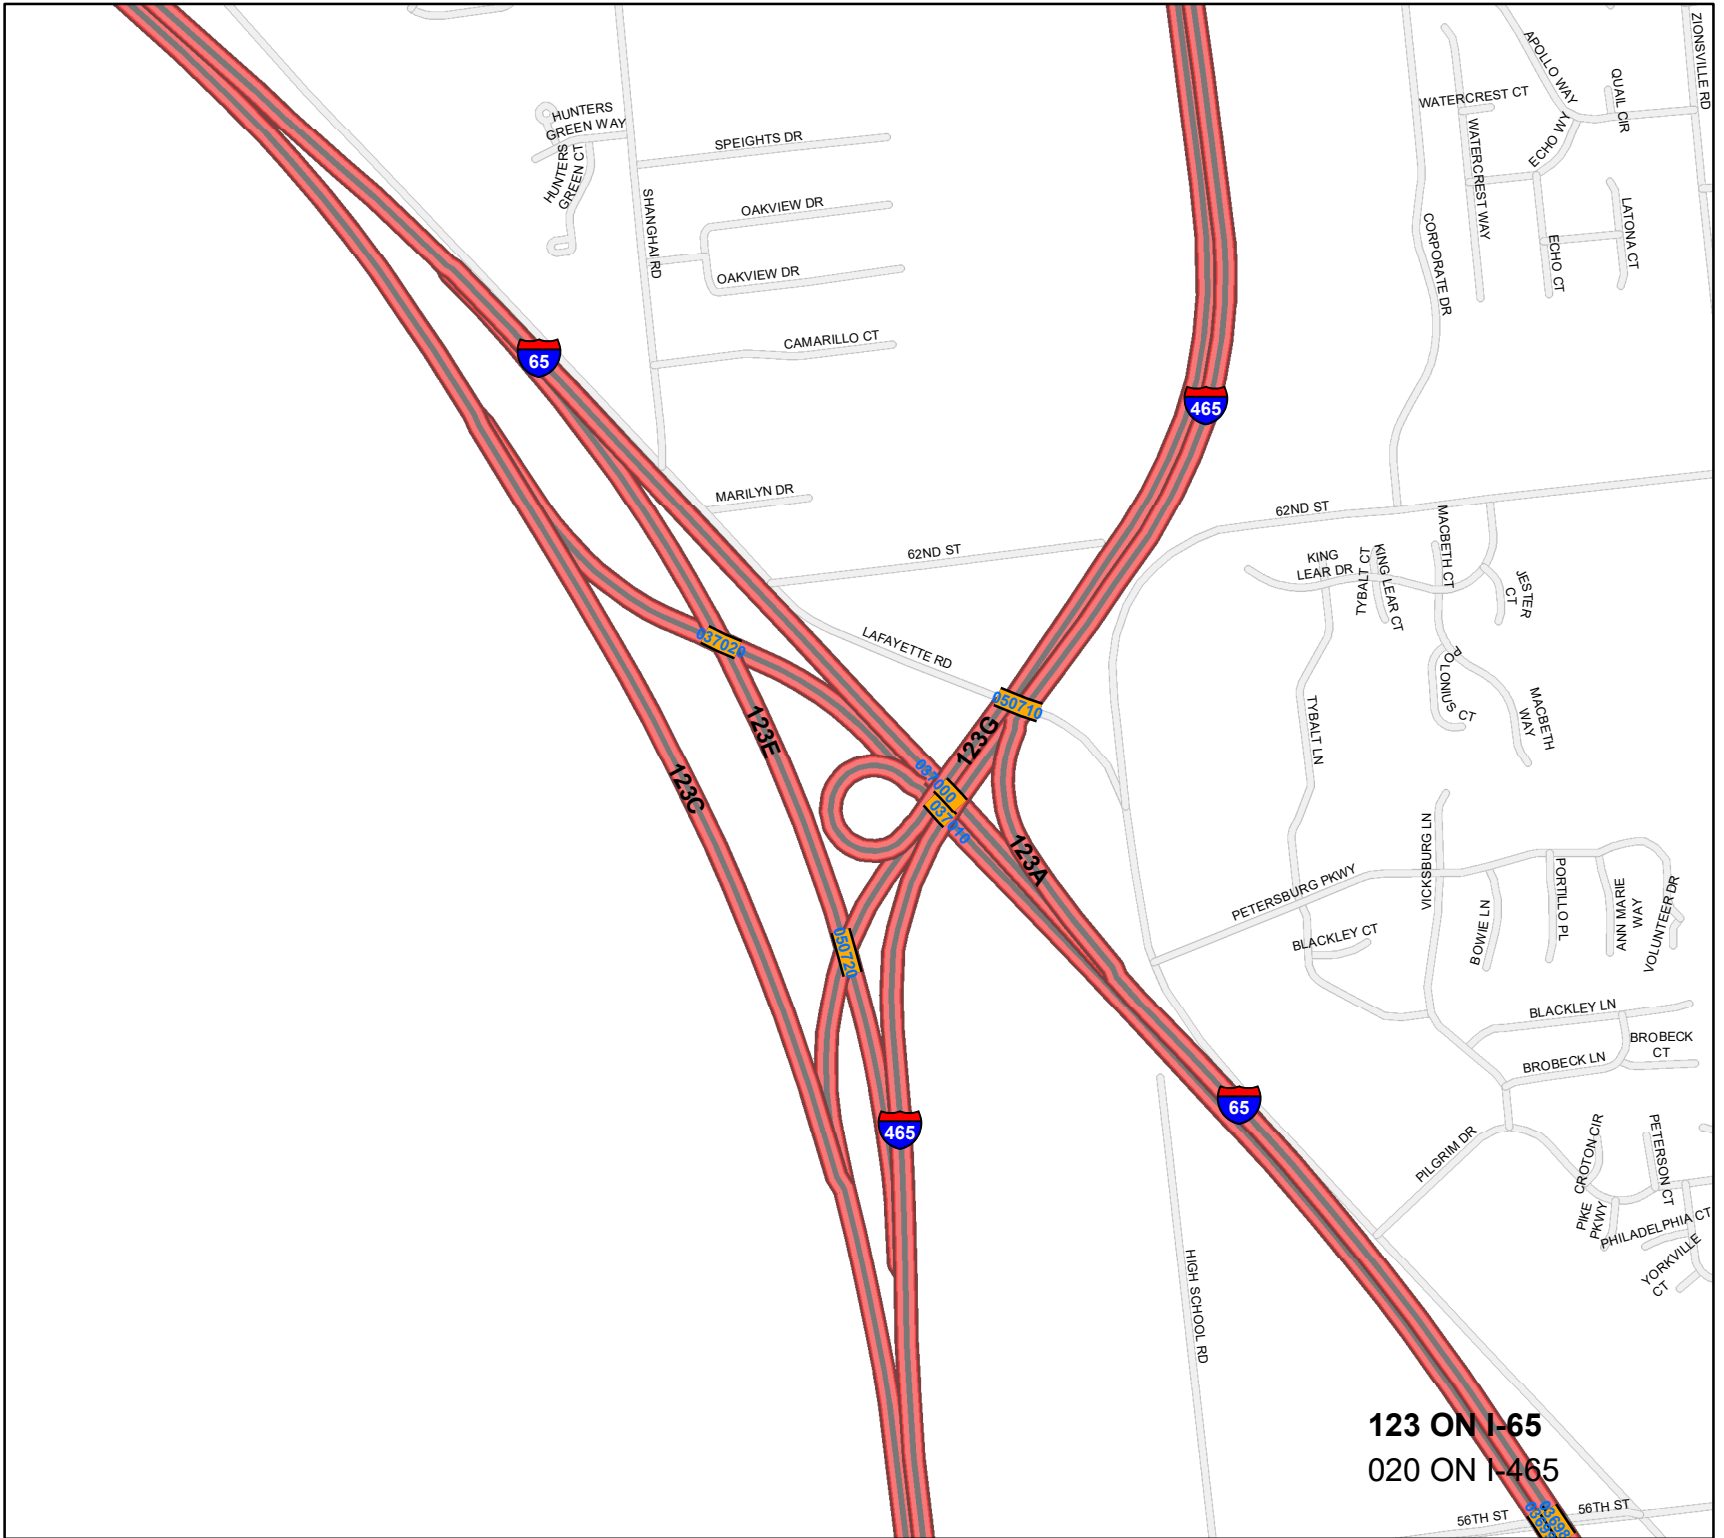 ZIONSVILLE RD
APOLLO WAY
QUAIL CIR
WATERCREST CT
HUNTERS
GREEN WAY
HUNTERS
GREEN CT
SPEIGHTS DR
WATERCREST WAY
ECHO WY
SHANGHAI RD
OAKVIEW DR
CORPORATE DR
LATONA CT
ECHO CT
OAKVIEW DR
CAMARILLO CT
65
465
MARILYN DR
62ND ST
62ND ST
MACBETH CT
KING
LEAR DR
TYBALT CT
KING LEAR CT
JESTER
CT
LAFAYETTE RD
037020
POLONIUS CT
MACBETH
WAY
TYBALT LN
050710
123E
123G
123C
037000
037010
123A
VICKSBURG LN
PETERSBURG PKWY
PORTILLO PL
ANN MARIE
WAY
VOLUNTEER DR
BOWIE LN
BLACKLEY CT
050720
BLACKLEY LN
BROBECK
CT
BROBECK LN
65
465
PILGRIM DR
CROTON CIR
PETERSON CT
PIKE
PKWY
PHILADELPHIA CT
YORKVILLE
CT
HIGH SCHOOL RD
123 ON I-65
020 ON I-465
56TH ST
56TH ST